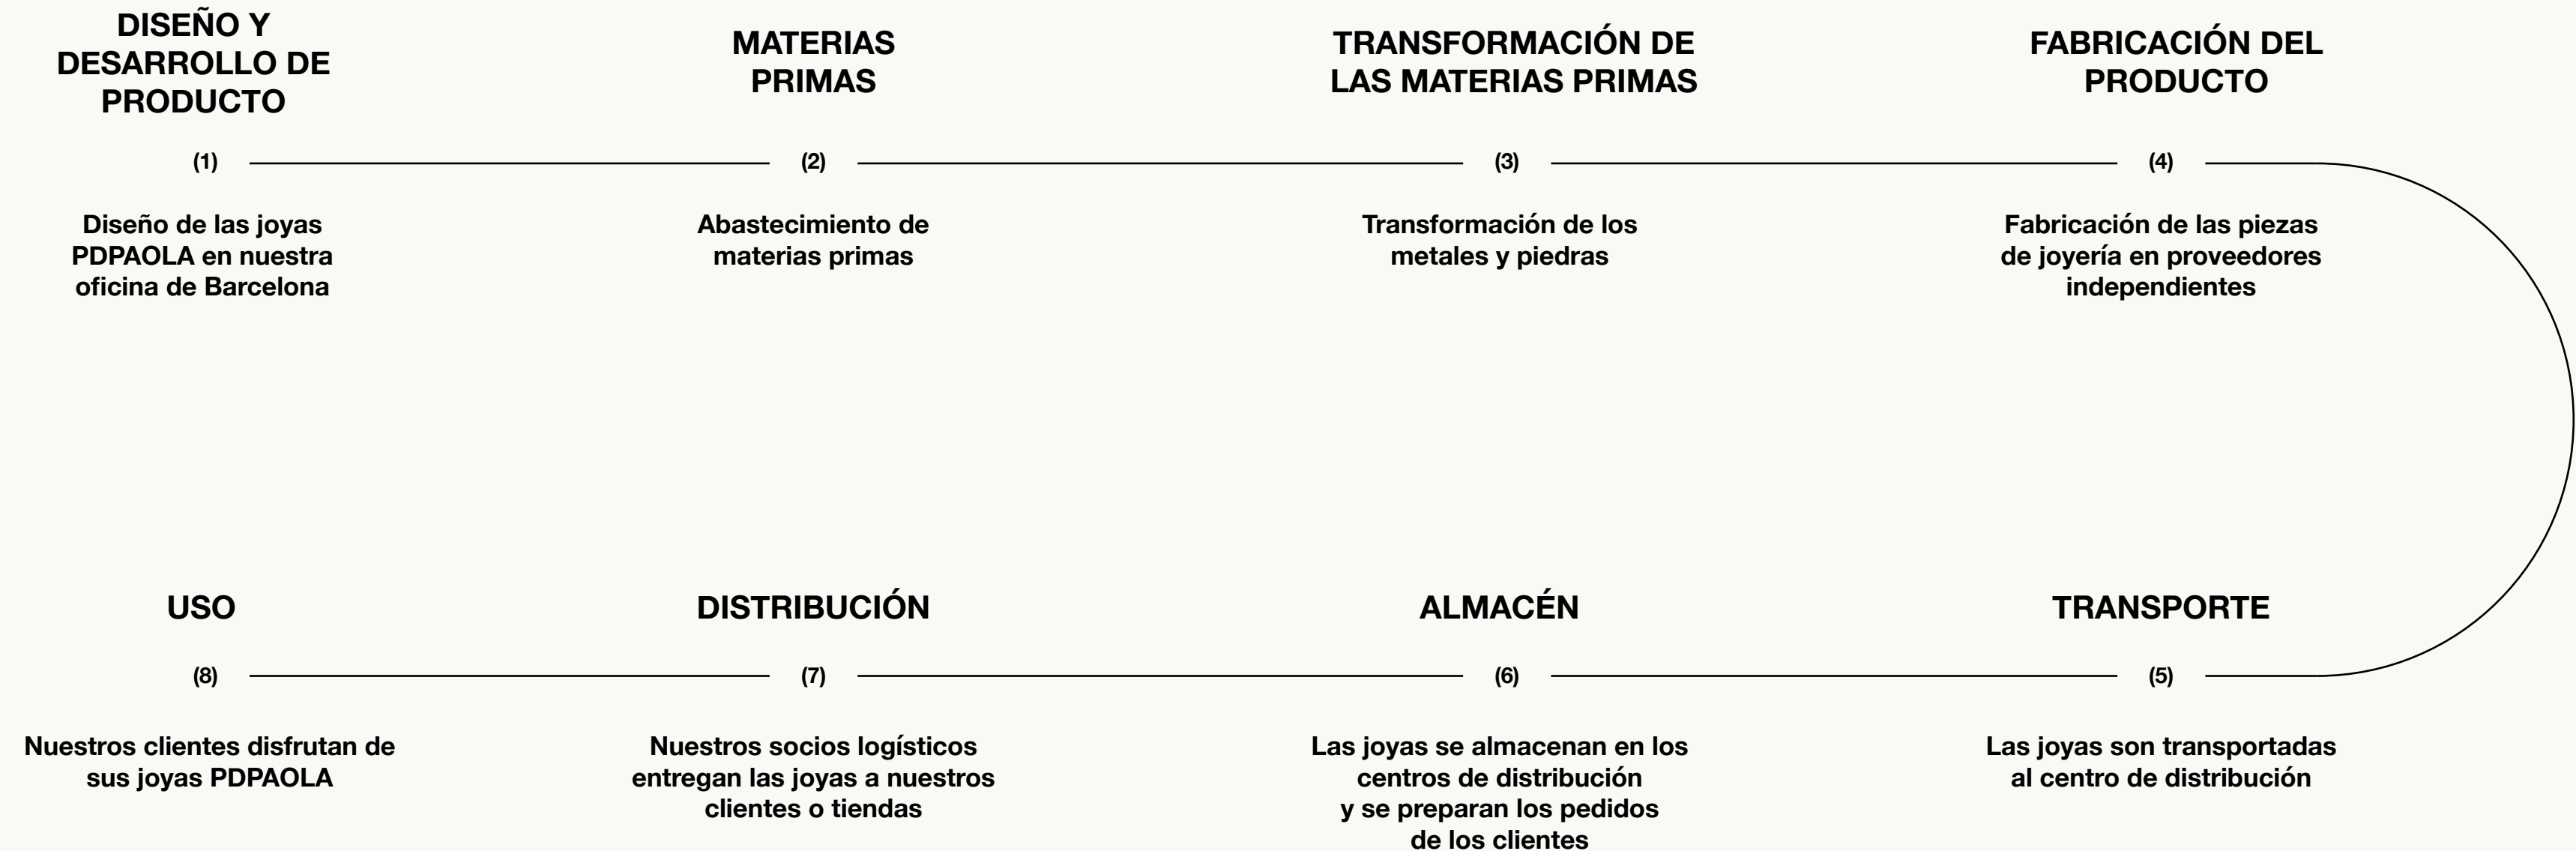 DISEÑO Y
DESARROLLO DE
PRODUCTO
(1)
Diseño de las joyas
PDPAOLA en nuestra
oficina de Barcelona
MATERIAS
PRIMAS
(2)
Abastecimiento de
materias primas
TRANSFORMACIÓN DE
LAS MATERIAS PRIMAS
(3)
Transformación de los
metales y piedras
FABRICACIÓN DEL
PRODUCTO
(4)
Fabricación de las piezas
de joyería en proveedores
independientes
TRANSPORTE
(5)
Las joyas son transportadas
al centro de distribución
ALMACÉN
(6)
Las joyas se almacenan en los
centros de distribución
y se preparan los pedidos
de los clientes
DISTRIBUCIÓN
(7)
Nuestros socios logísticos
entregan las joyas a nuestros
clientes o tiendas
USO
(8)
Nuestros clientes disfrutan de
sus joyas PDPAOLA